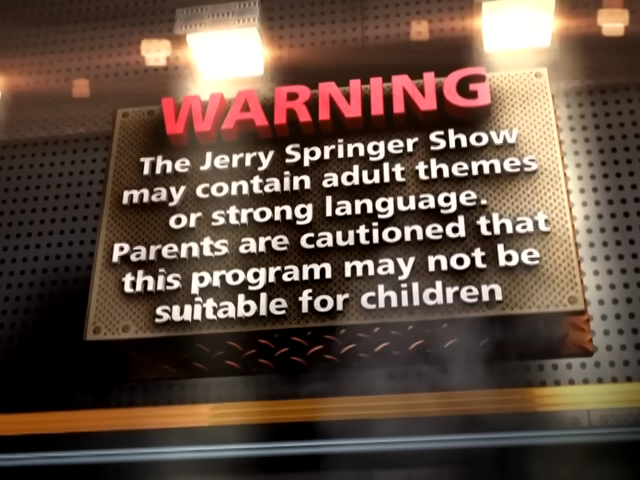 WARNING
The Jerry Springer Show
may contain adult themes
or strong language.
Parents are cautioned that
this program may not be
suitable for children